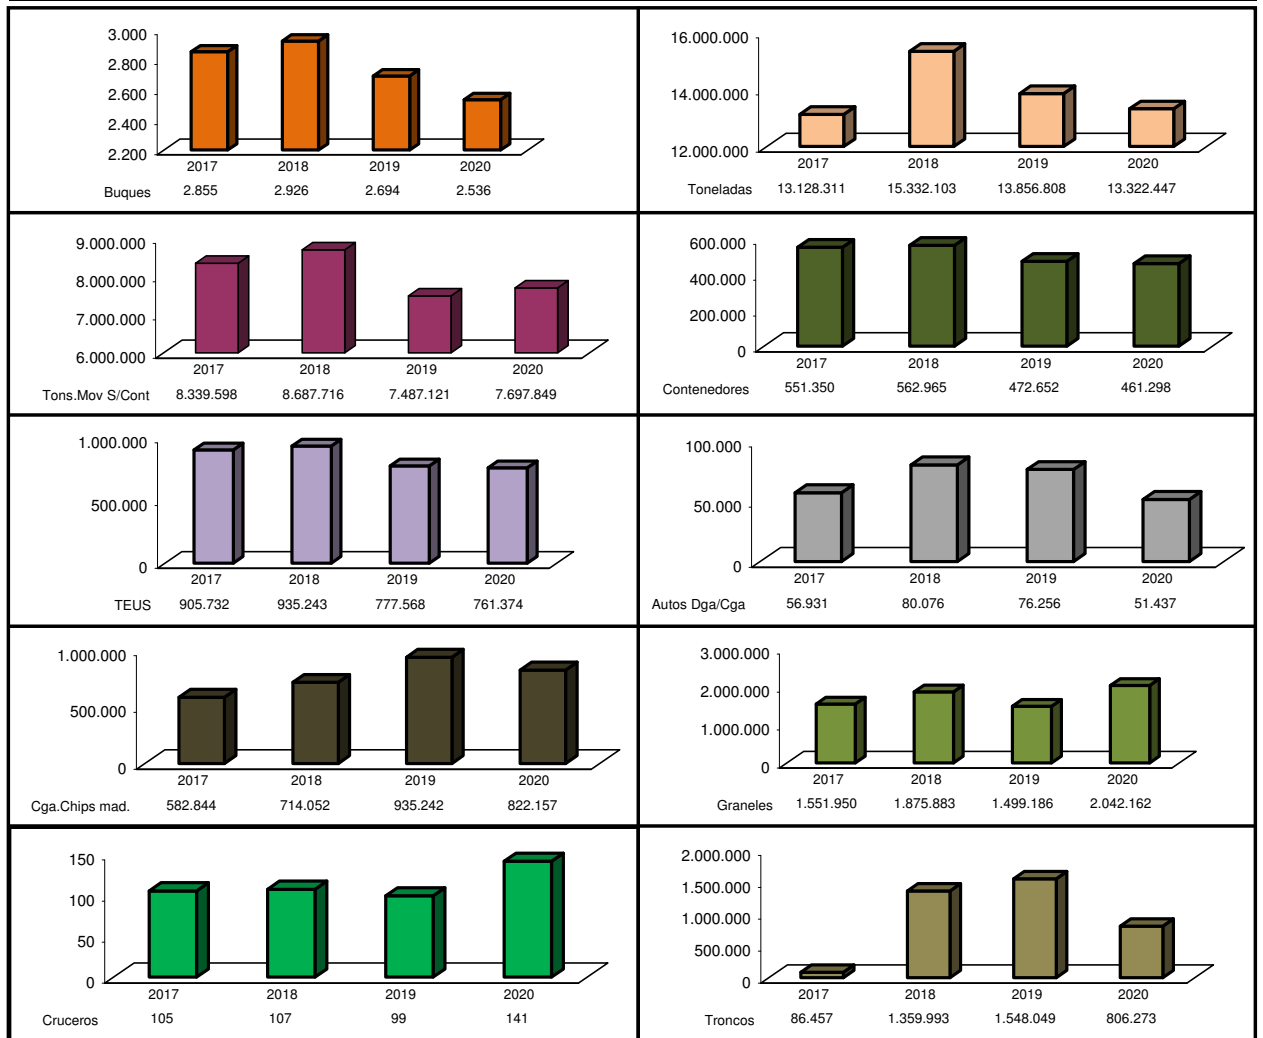 3.000
2.800
2.600
2.400
2.200
2017 2018 2019 2020
Buques 2.855 2.926 2.694 2.536
16.000.000
14.000.000
12.000.000
2017 2018 2019 2020
Toneladas 13.128.311 15.332.103 13.856.808 13.322.447
9.000.000
8.000.000
7.000.000
6.000.000
2017 2018 2019 2020
Tons.Mov S/Cont 8.339.598 8.687.716 7.487.121 7.697.849
600.000
400.000
200.000
0
2017 2018 2019 2020
Contenedores 551.350 562.965 472.652 461.298
1.000.000
500.000
0
2017 2018 2019 2020
TEUS 905.732 935.243 777.568 761.374
100.000
50.000
0
2017 2018 2019 2020
Autos Dga/Cga 56.931 80.076 76.256 51.437
1.000.000
500.000
0
2017 2018 2019 2020
Cga.Chips mad. 582.844 714.052 935.242 822.157
3.000.000
2.000.000
1.000.000
0
2017 2018 2019 2020
Graneles 1.551.950 1.875.883 1.499.186 2.042.162
150
100
50
0
2017 2018 2019 2020
Cruceros 105 107 99 141
2.000.000
1.500.000
1.000.000
500.000
0
2017 2018 2019 2020
Troncos 86.457 1.359.993 1.548.049 806.273